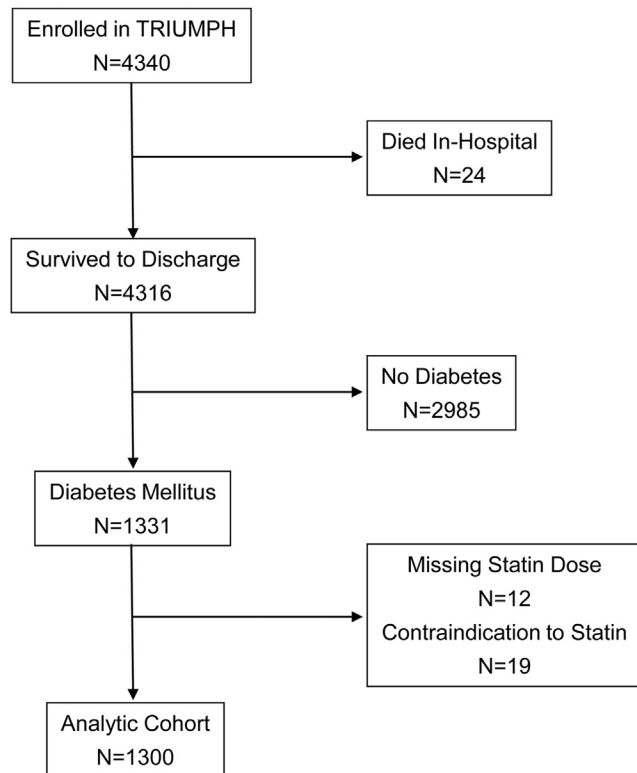 Enrolled in TRIUMPH
N=4340
Died In-Hospital
N=24
Survived to Discharge
N=4316
No Diabetes
N=2985
Diabetes Mellitus
N=1331
Missing Statin Dose
N=12
Contraindication to Statin
N=19
Analytic Cohort
N=1300